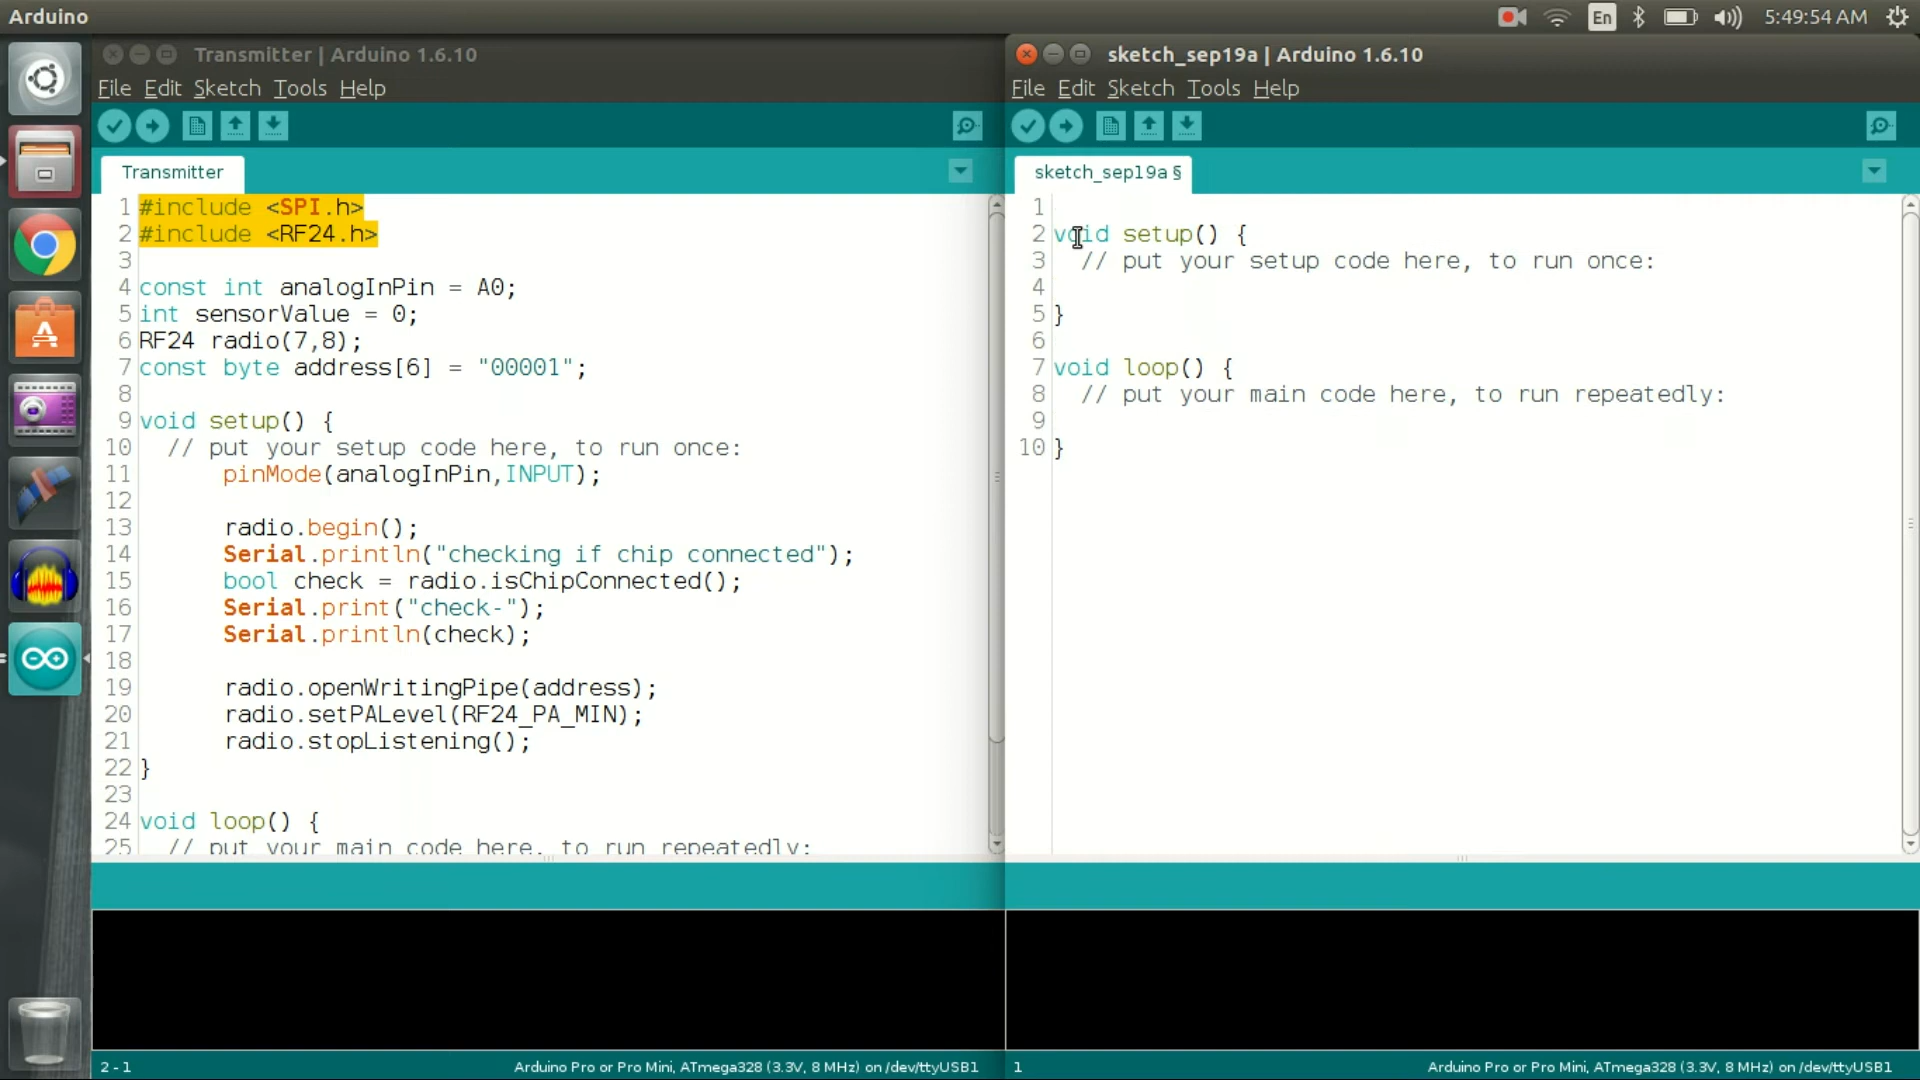 Arduino
En
5:49:54 AM
Transmitter | Arduino 1.6.10
File Edit Sketch Tools Help
Transmitter
1 #include <SPI.h>
2 #include <RF24.h>
3
4 const int analogInPin = A0;
5 int sensorValue = 0;
6 RF24 radio(7,8);
7 const byte address[6] = "00001";
8
9 void setup() {
10 // put your setup code here, to run once:
11 pinMode(analogInPin,INPUT);
12
13 radio.begin();
14 Serial.println("checking if chip connected");
15 bool check = radio.isChipConnected();
16 Serial.print("check-");
17 Serial.println(check);
18
19 radio.openWritingPipe(address);
20 radio.setPALevel(RF24_PA_MIN);
21 radio.stopListening();
22 }
23
24 void loop() {
25 // put your main code here, to run repeatedly:
2 - 1
Arduino Pro or Pro Mini, ATmega328 (3.3V, 8 MHz) on /dev/ttyUSB1
sketch_sep19a | Arduino 1.6.10
File Edit Sketch Tools Help
sketch_sep19a §
1
2 void setup() {
3 // put your setup code here, to run once:
4
5 }
6
7 void loop() {
8 // put your main code here, to run repeatedly:
9
10 }
1
Arduino Pro or Pro Mini, ATmega328 (3.3V, 8 MHz) on /dev/ttyUSB1